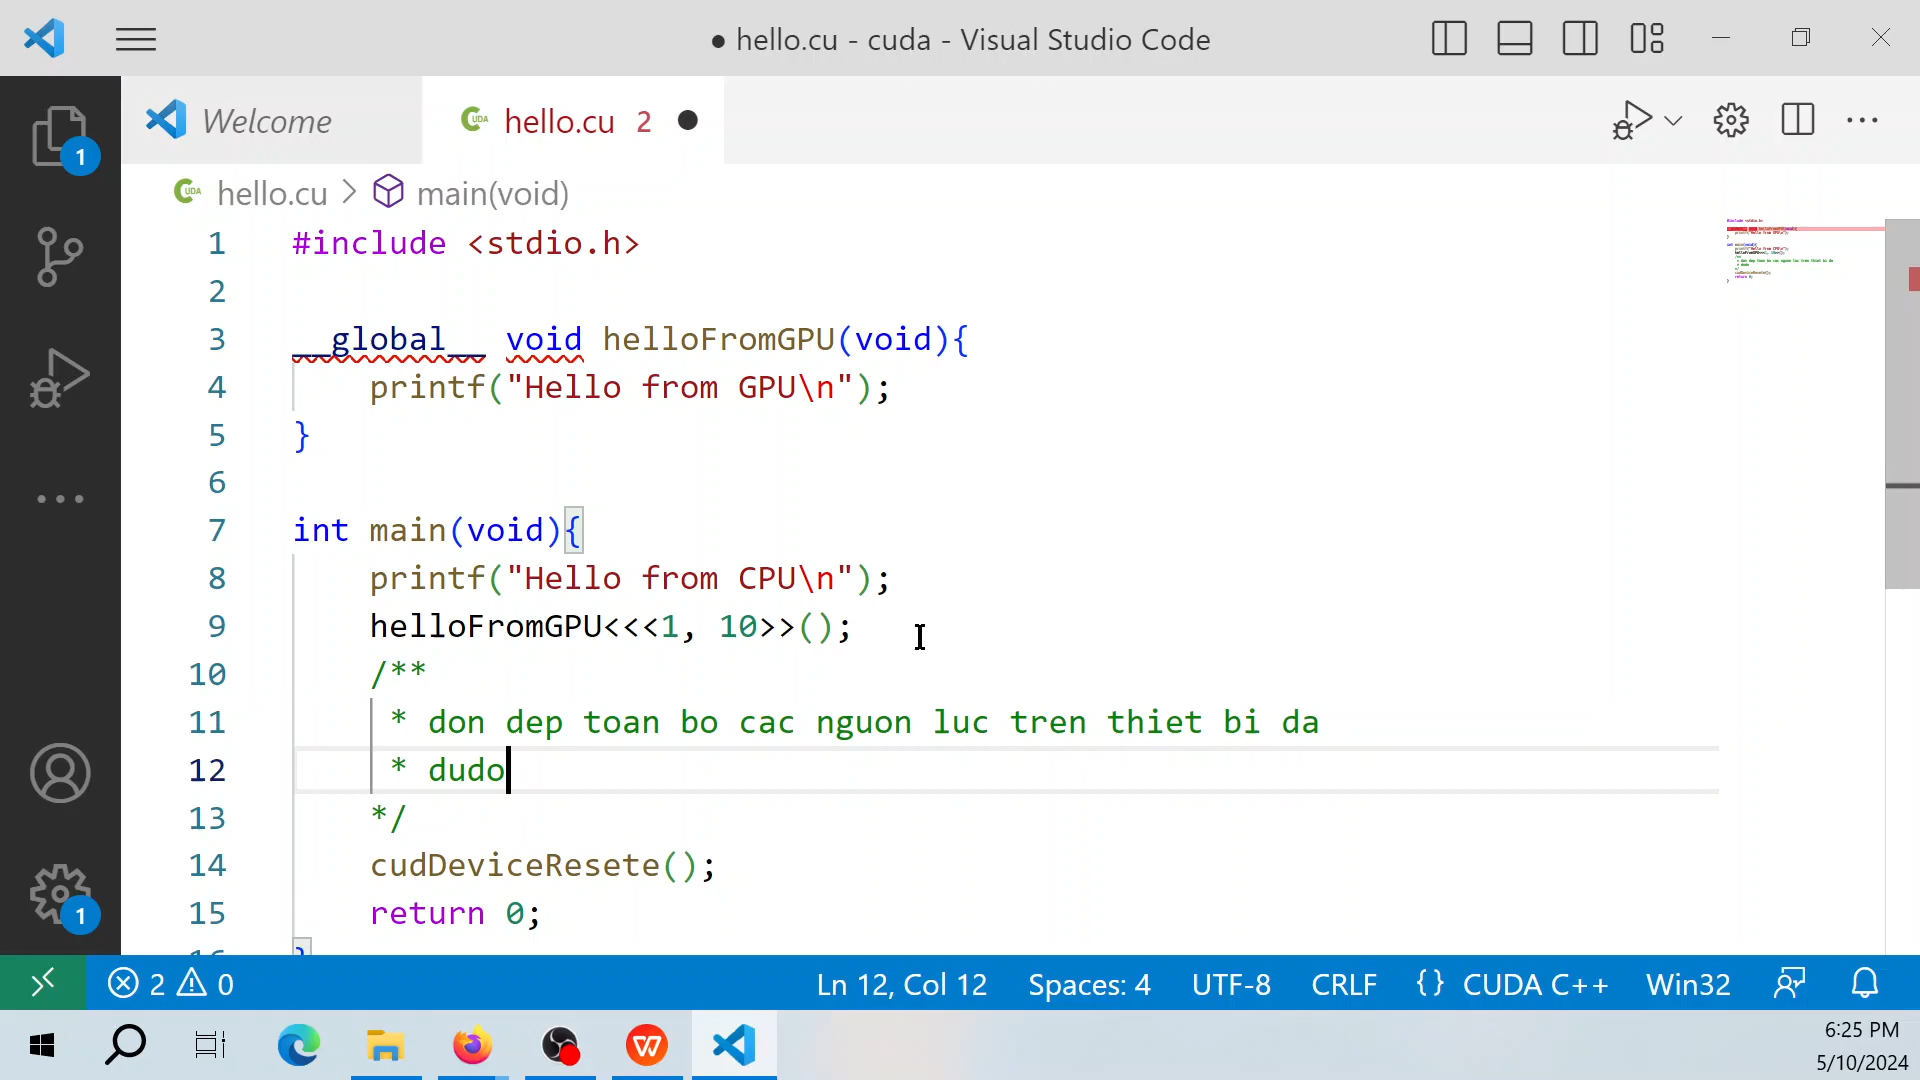 ● hello.cu - cuda - Visual Studio Code
Welcome
hello.cu 2
hello.cu > main(void)
1 #include <stdio.h>
2
3 __global__ void helloFromGPU(void){
4 printf("Hello from GPU\n");
5 }
6
7 int main(void){
8 printf("Hello from CPU\n");
9 helloFromGPU<<<1, 10>>();
10 /**
11 * don dep toan bo cac nguon luc tren thiet bi da
12 * dudo
13 */
14 cudDeviceResete();
15 return 0;
16 }
1
1
2 0
Ln 12, Col 12
Spaces: 4
UTF-8
CRLF
{} CUDA C++
Win32
6:25 PM
5/10/2024